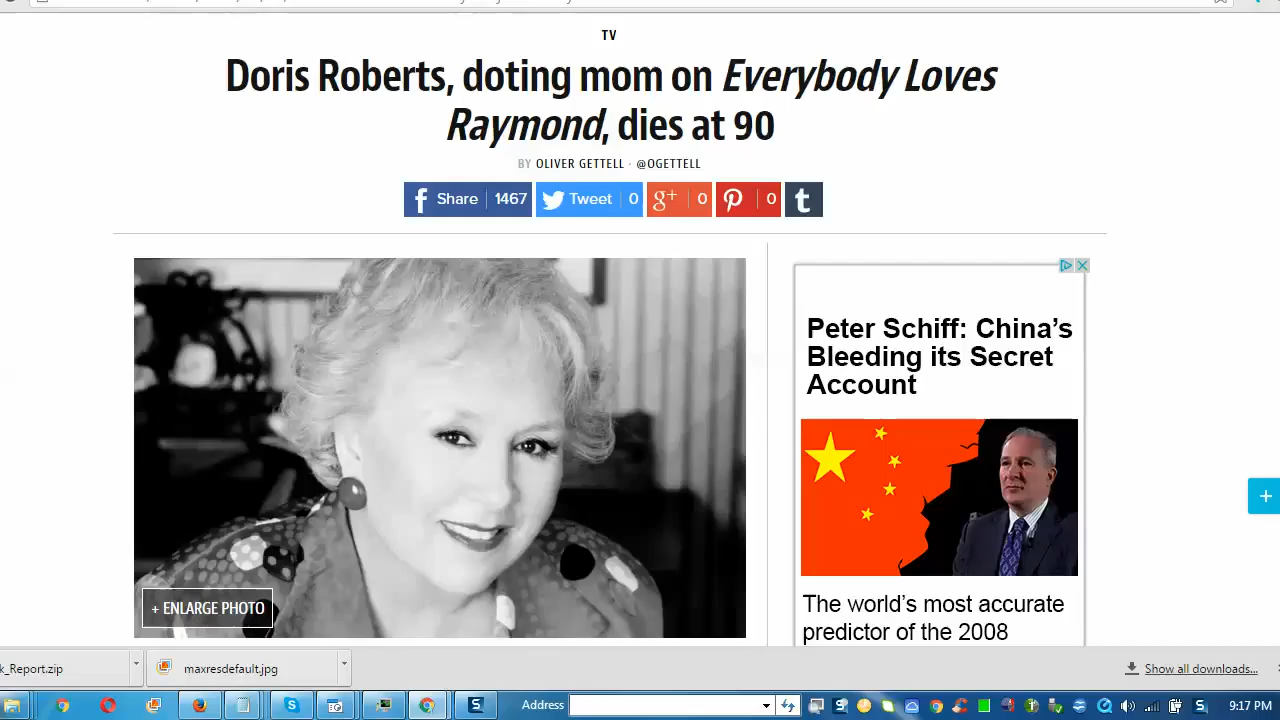 TV
Doris Roberts, doting mom on Everybody Loves
Raymond, dies at 90
BY OLIVER GETTELL · @OGETTELL
f Share 1467 Tweet 0 g+ 0 0 t
Peter Schiff: China's
Bleeding its Secret
Account
+ ENLARGE PHOTO
The world's most accurate
predictor of the 2008
k_Report.zip maxresdefault.jpg Show all downloads...
Address 9:17 PM